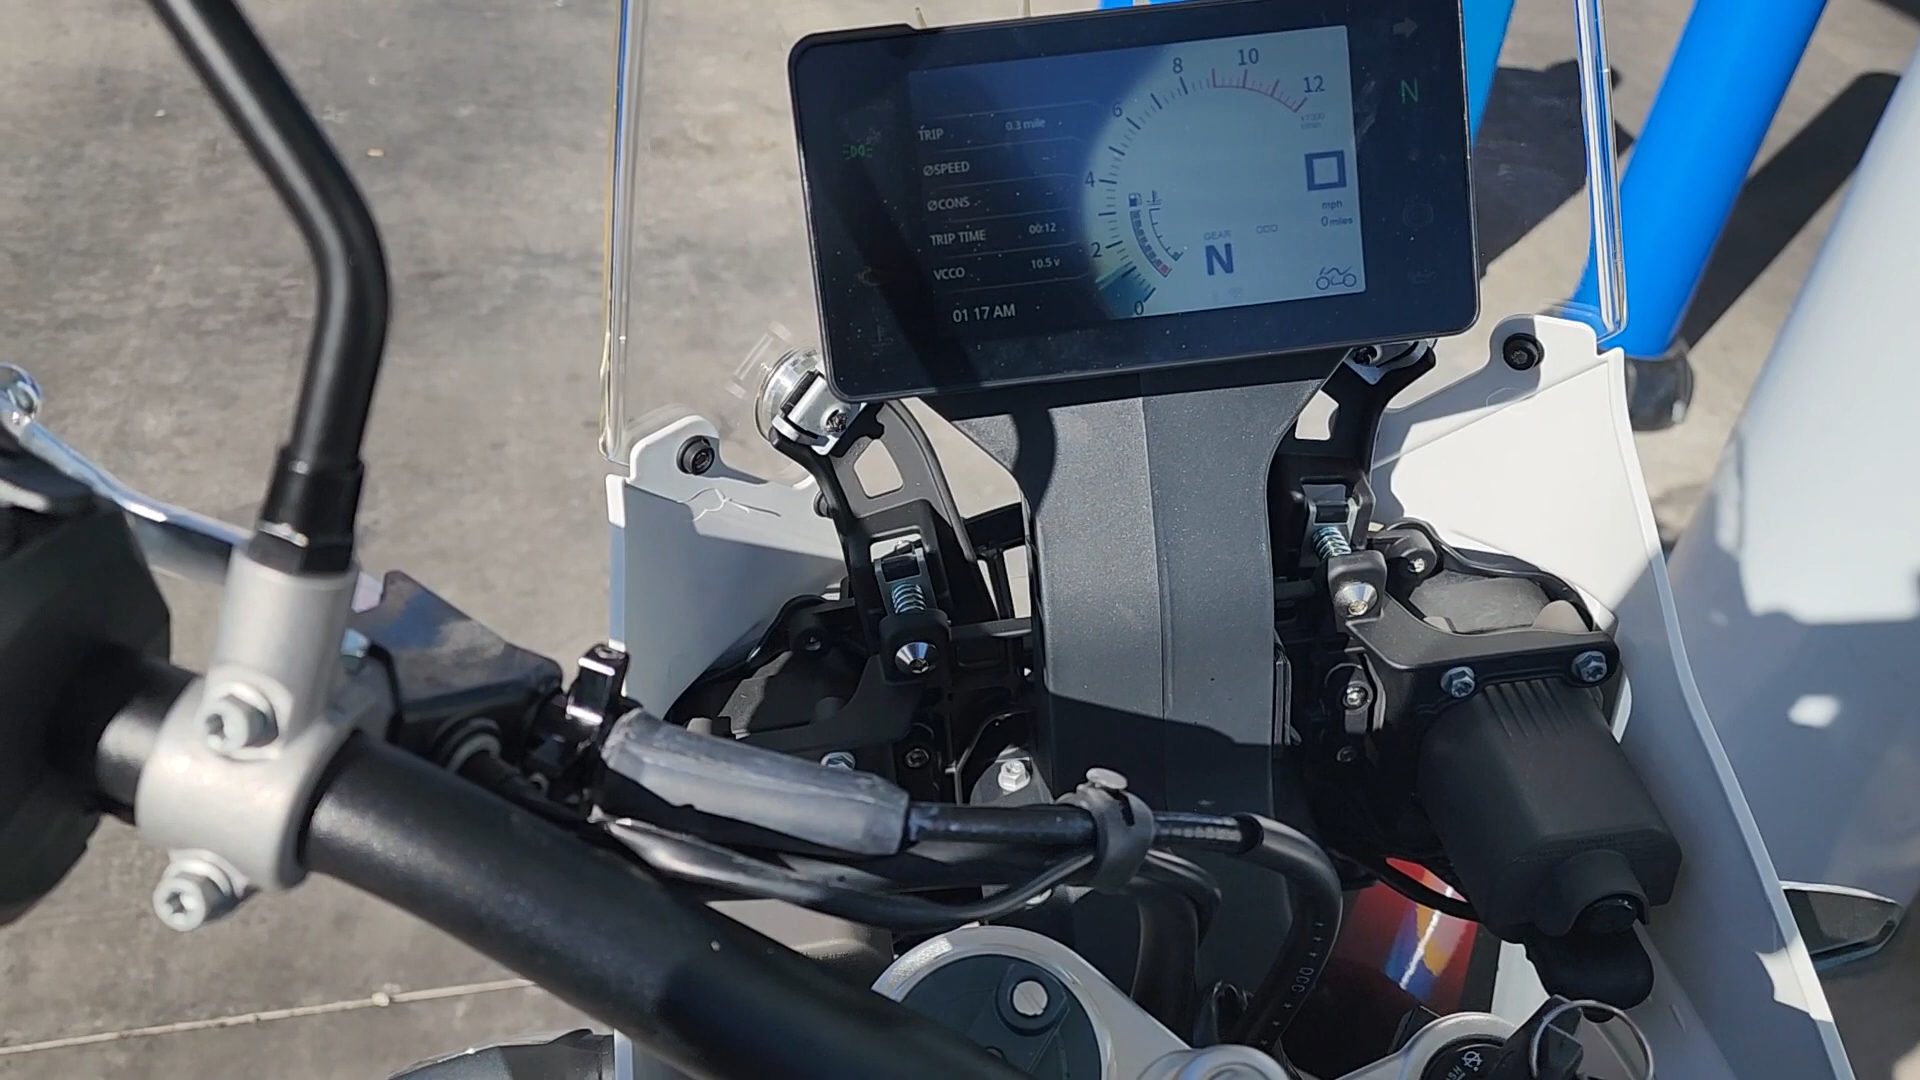 TRIP 0.3 mile
ØSPEED
ØCONS
TRIP TIME 00:12
VCCO 10.5 v
01 17 AM
0
2
4
6
8
10
12
N
mph
0 miles
GEAR
N
000